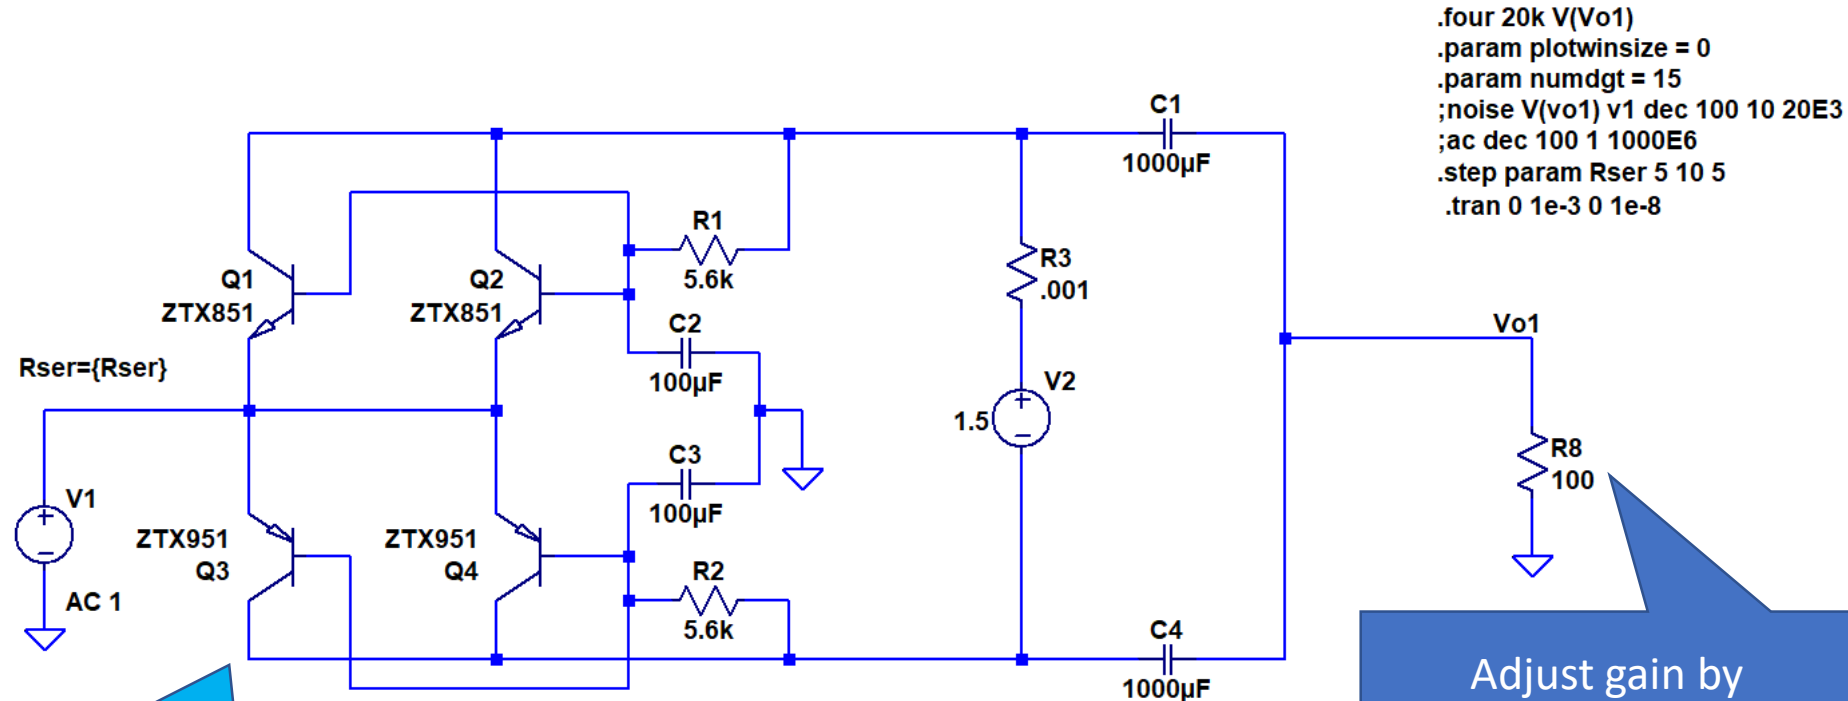 .four 20k V(Vo1)
.param plotwinsize = 0
.param numdgt = 15
;noise V(vo1) v1 dec 100 10 20E3
;ac dec 100 1 1000E6
.step param Rser 5 10 5
.tran 0 1e-3 0 1e-8
C1
1000µF
R1
5.6k
Q1
ZTX851
Q2
ZTX851
R3
.001
C2
100µF
Vo1
Rser={Rser}
V2
1.5
C3
100µF
R8
100
V1
AC 1
ZTX951
Q3
ZTX951
Q4
R2
5.6k
C4
1000µF
Adjust gain by